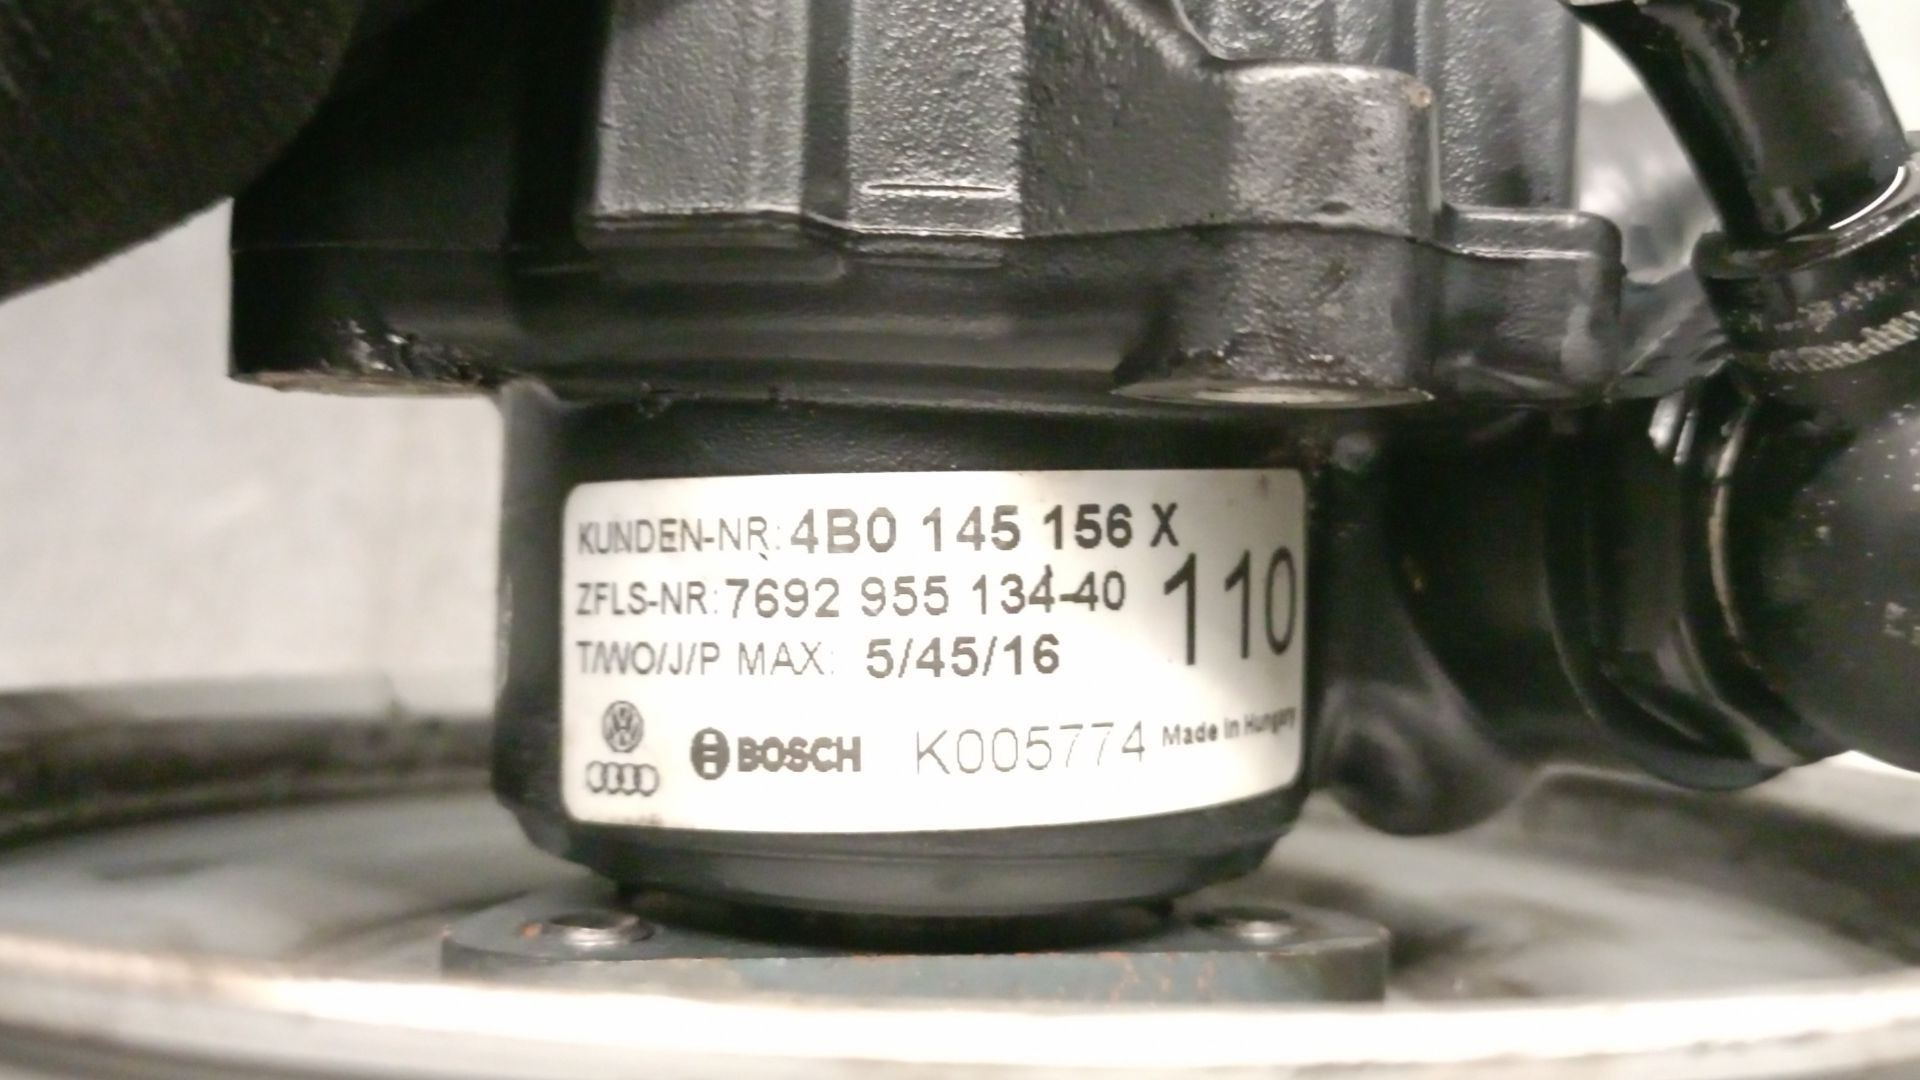 KUNDEN-NR: 4B0 145 156 X
ZFLS-NR: 7692 955 134-40
110
T/WO/J/P MAX: 5/45/16
BOSCH K005774 Made in Hungary